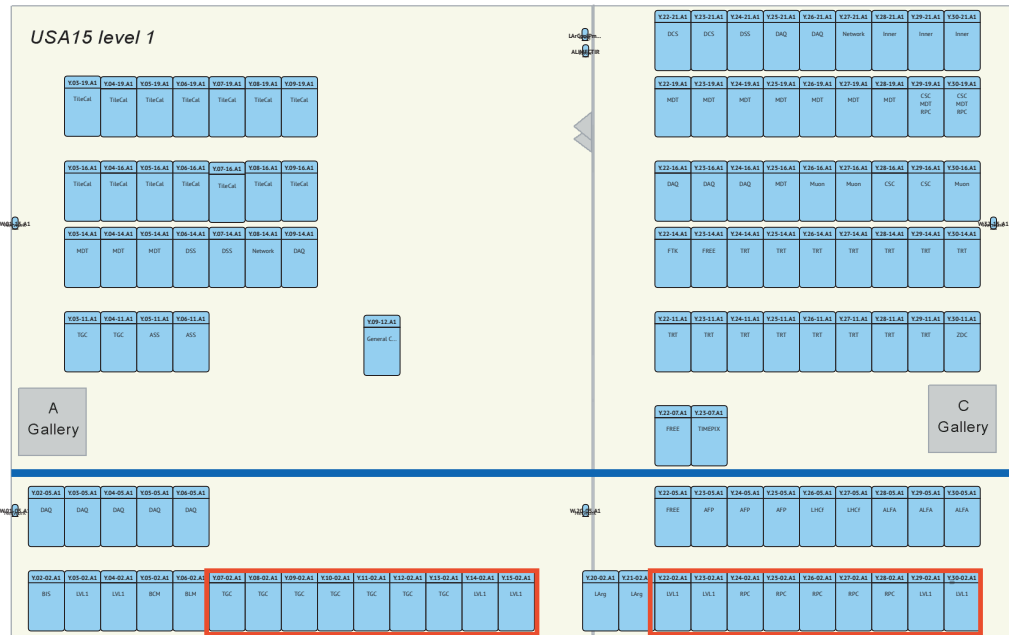 USA15 level 1
Y.22-21.A1 Y.23-21.A1 Y.24-21.A1 Y.25-21.A1 Y.26-21.A1 Y.27-21.A1 Y.28-21.A1 Y.29-21.A1 Y.30-21.A1
DCS DCS DSS DAQ DAQ Network Inner Inner Inner
Y.03-19.A1 Y.04-19.A1 Y.05-19.A1 Y.06-19.A1 Y.07-19.A1 Y.08-19.A1 Y.09-19.A1
TileCal TileCal TileCal TileCal TileCal TileCal TileCal
Y.22-19.A1 Y.23-19.A1 Y.24-19.A1 Y.25-19.A1 Y.26-19.A1 Y.27-19.A1 Y.28-19.A1 Y.29-19.A1 Y.30-19.A1
MDT MDT MDT MDT MDT MDT MDT CSC CSC
MDT MDT
RPC RPC
Y.03-16.A1 Y.04-16.A1 Y.05-16.A1 Y.06-16.A1 Y.07-16.A1 Y.08-16.A1 Y.09-16.A1
TileCal TileCal TileCal TileCal TileCal TileCal TileCal
Y.22-16.A1 Y.23-16.A1 Y.24-16.A1 Y.25-16.A1 Y.26-16.A1 Y.27-16.A1 Y.28-16.A1 Y.29-16.A1 Y.30-16.A1
DAQ DAQ DAQ MDT Muon Muon CSC CSC Muon
Y.03-14.A1 Y.04-14.A1 Y.05-14.A1 Y.06-14.A1 Y.07-14.A1 Y.08-14.A1 Y.09-14.A1
MDT MDT MDT DSS DSS Network DAQ
Y.22-14.A1 Y.23-14.A1 Y.24-14.A1 Y.25-14.A1 Y.26-14.A1 Y.27-14.A1 Y.28-14.A1 Y.29-14.A1 Y.30-14.A1
FTK FREE TRT TRT TRT TRT TRT TRT TRT
Y.03-11.A1 Y.04-11.A1 Y.05-11.A1 Y.06-11.A1
TGC TGC ASS ASS
Y.09-12.A1
General C...
Y.22-11.A1 Y.23-11.A1 Y.24-11.A1 Y.25-11.A1 Y.26-11.A1 Y.27-11.A1 Y.28-11.A1 Y.29-11.A1 Y.30-11.A1
TRT TRT TRT TRT TRT TRT TRT TRT ZDC
A
Gallery
Y.22-07.A1 Y.23-07.A1
FREE TIMEPIX
C
Gallery
Y.02-05.A1 Y.03-05.A1 Y.04-05.A1 Y.05-05.A1 Y.06-05.A1
DAQ DAQ DAQ DAQ DAQ
Y.22-05.A1 Y.23-05.A1 Y.24-05.A1 Y.25-05.A1 Y.26-05.A1 Y.27-05.A1 Y.28-05.A1 Y.29-05.A1 Y.30-05.A1
FREE AFP AFP AFP LHCf LHCf ALFA ALFA ALFA
Y.02-02.A1 Y.03-02.A1 Y.04-02.A1 Y.05-02.A1 Y.06-02.A1 Y.07-02.A1 Y.08-02.A1 Y.09-02.A1 Y.10-02.A1 Y.11-02.A1 Y.12-02.A1 Y.13-02.A1 Y.14-02.A1 Y.15-02.A1
BIS LVL1 LVL1 BCM BLM TGC TGC TGC TGC TGC TGC TGC LVL1 LVL1
Y.20-02.A1 Y.21-02.A1 Y.22-02.A1 Y.23-02.A1 Y.24-02.A1 Y.25-02.A1 Y.26-02.A1 Y.27-02.A1 Y.28-02.A1 Y.29-02.A1 Y.30-02.A1
LArg LArg LVL1 LVL1 RPC RPC RPC RPC RPC LVL1 LVL1